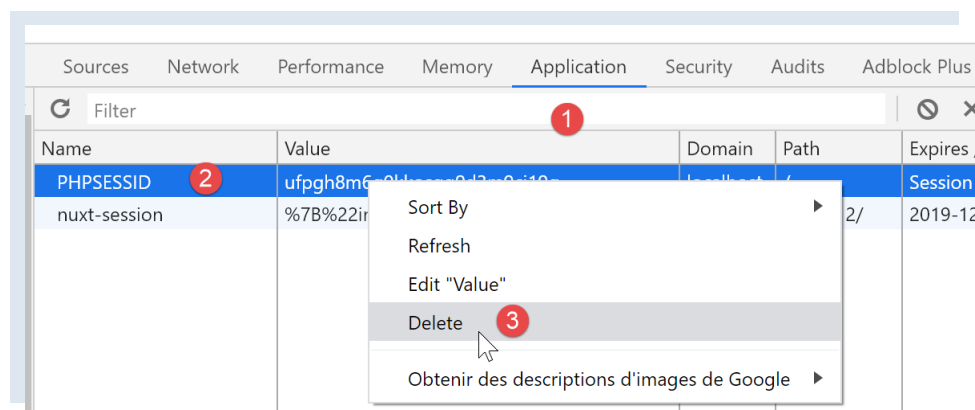 Sources Network Performance Memory Application Security Audits Adblock Plus
Filter 1
Name Value Domain Path Expires
PHPSESSID 2 Session
nuxt-session %7B%22in 2/ 2019-12
Sort By
Refresh
Edit "Value"
Delete 3
Obtenir des descriptions d'images de Google